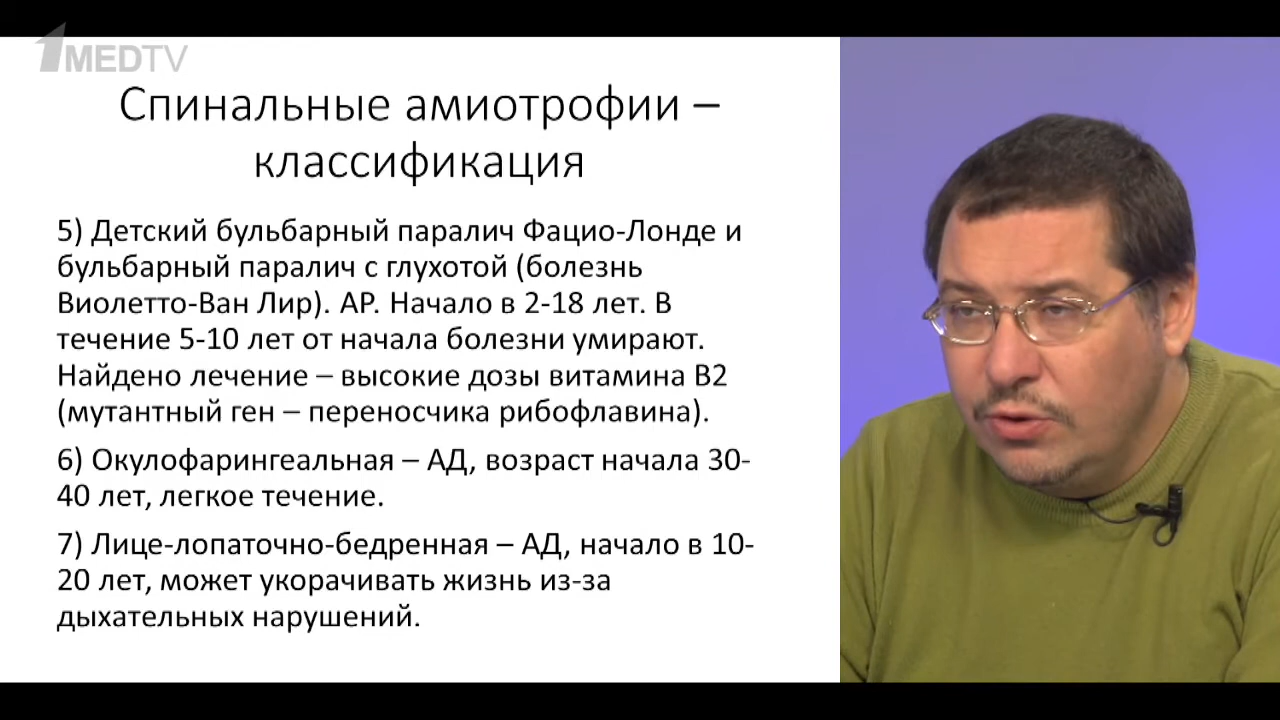 1MEDTV
Спинальные амиотрофии –
классификация
5) Детский бульбарный паралич Фацио-Лонде и
бульбарный паралич с глухотой (болезнь
Виолетто-Ван Лир). АР. Начало в 2-18 лет. В
течение 5-10 лет от начала болезни умирают.
Найдено лечение – высокие дозы витамина В2
(мутантный ген – переносчика рибофлавина).
6) Окулофарингеальная – АД, возраст начала 30-
40 лет, легкое течение.
7) Лице-лопаточно-бедренная – АД, начало в 10-
20 лет, может укорачивать жизнь из-за
дыхательных нарушений.